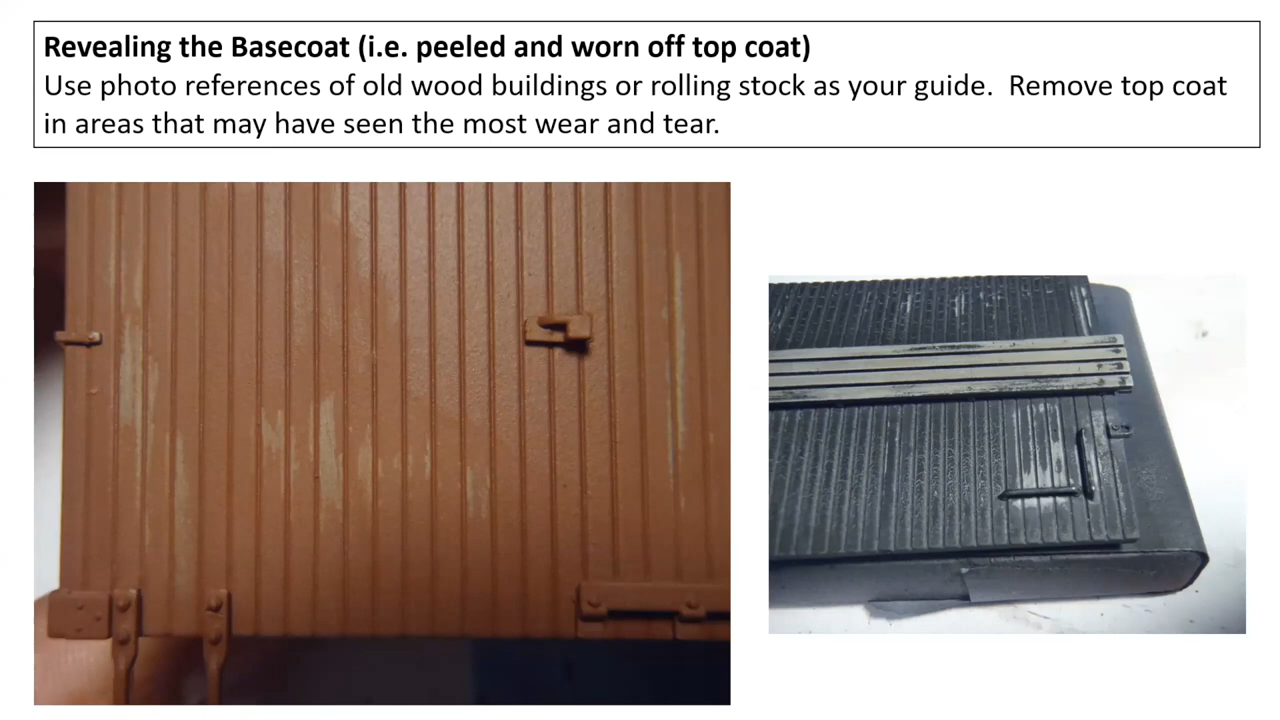 Revealing the Basecoat (i.e. peeled and worn off top coat)
Use photo references of old wood buildings or rolling stock as your guide.  Remove top coat
in areas that may have seen the most wear and tear.